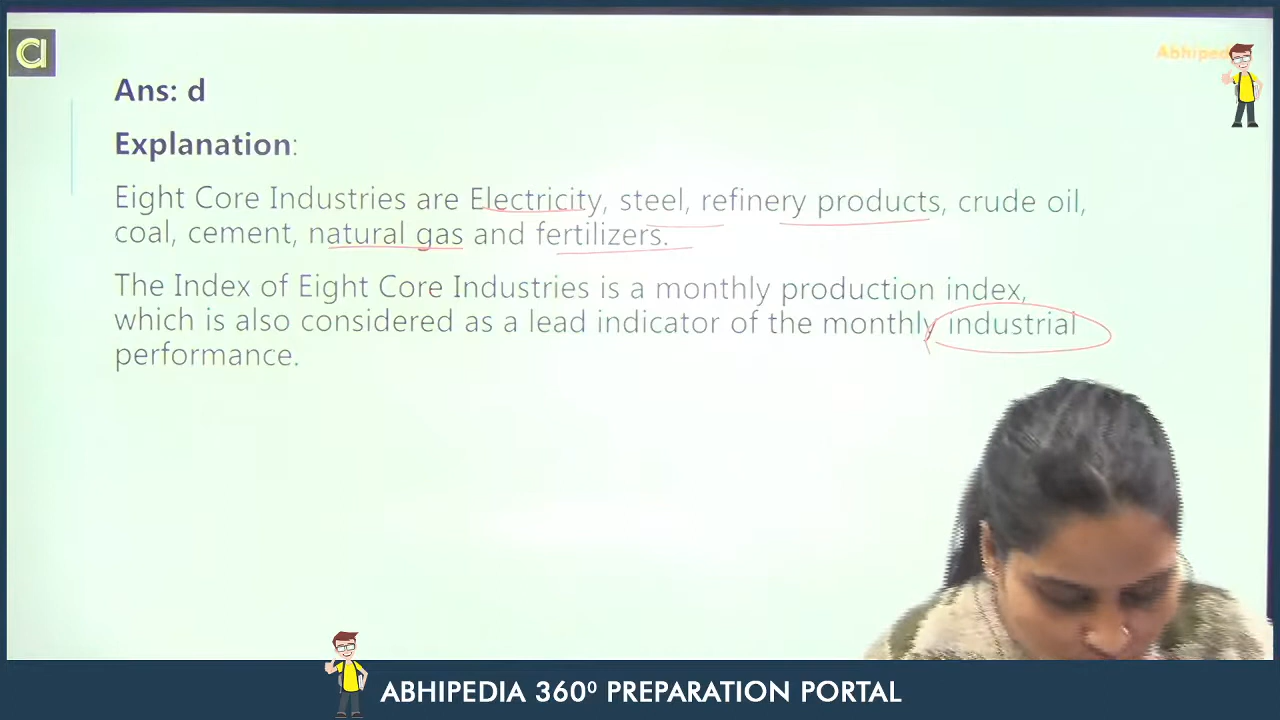 a
Abhiped
Ans: d
Explanation:
Eight Core Industries are Electricity, steel, refinery products, crude oil,
coal, cement, natural gas and fertilizers.
The Index of Eight Core Industries is a monthly production index,
which is also considered as a lead indicator of the monthly industrial
performance.
ABHIPEDIA 360⁰ PREPARATION PORTAL